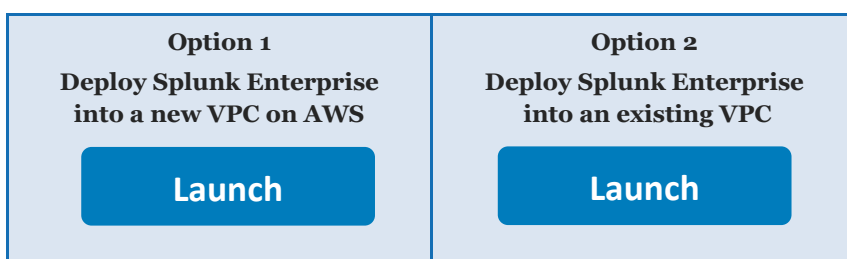 Option 1
Deploy Splunk Enterprise
into a new VPC on AWS
Launch
Option 2
Deploy Splunk Enterprise
into an existing VPC
Launch